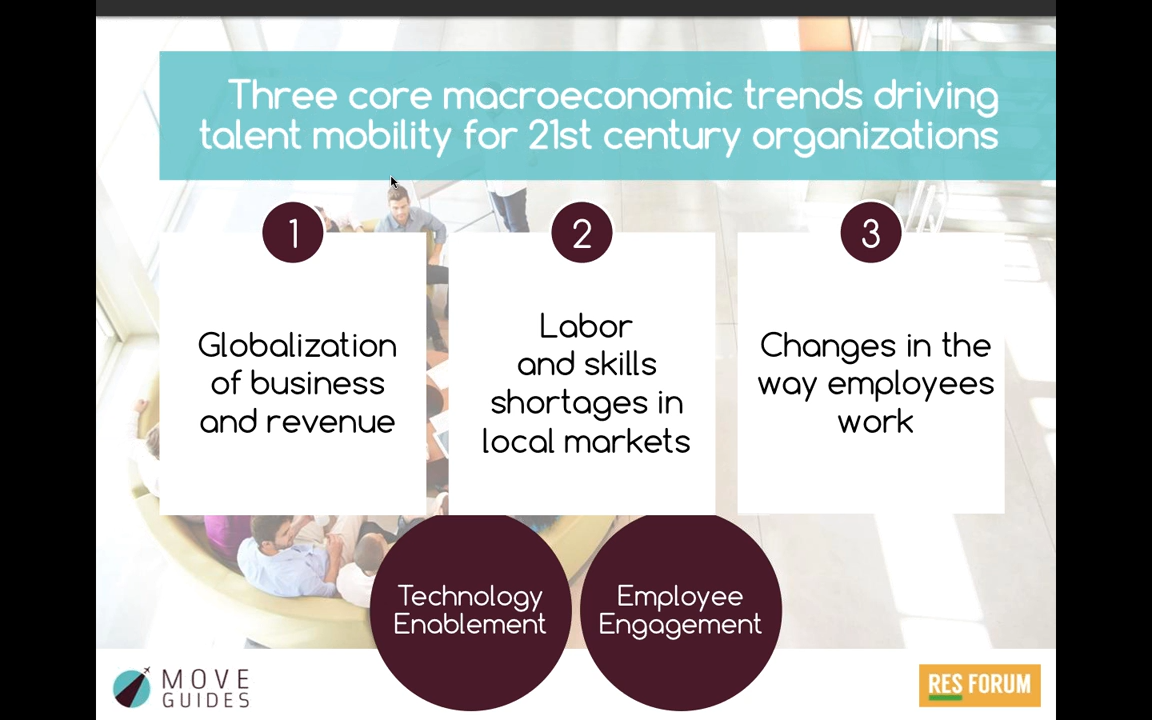 Three core macroeconomic trends driving
talent mobility for 21st century organizations
1
Globalization
of business
and revenue
2
Labor
and skills
shortages in
local markets
3
Changes in the
way employees
work
Technology
Enablement
Employee
Engagement
MOVE
GUIDES
RES FORUM